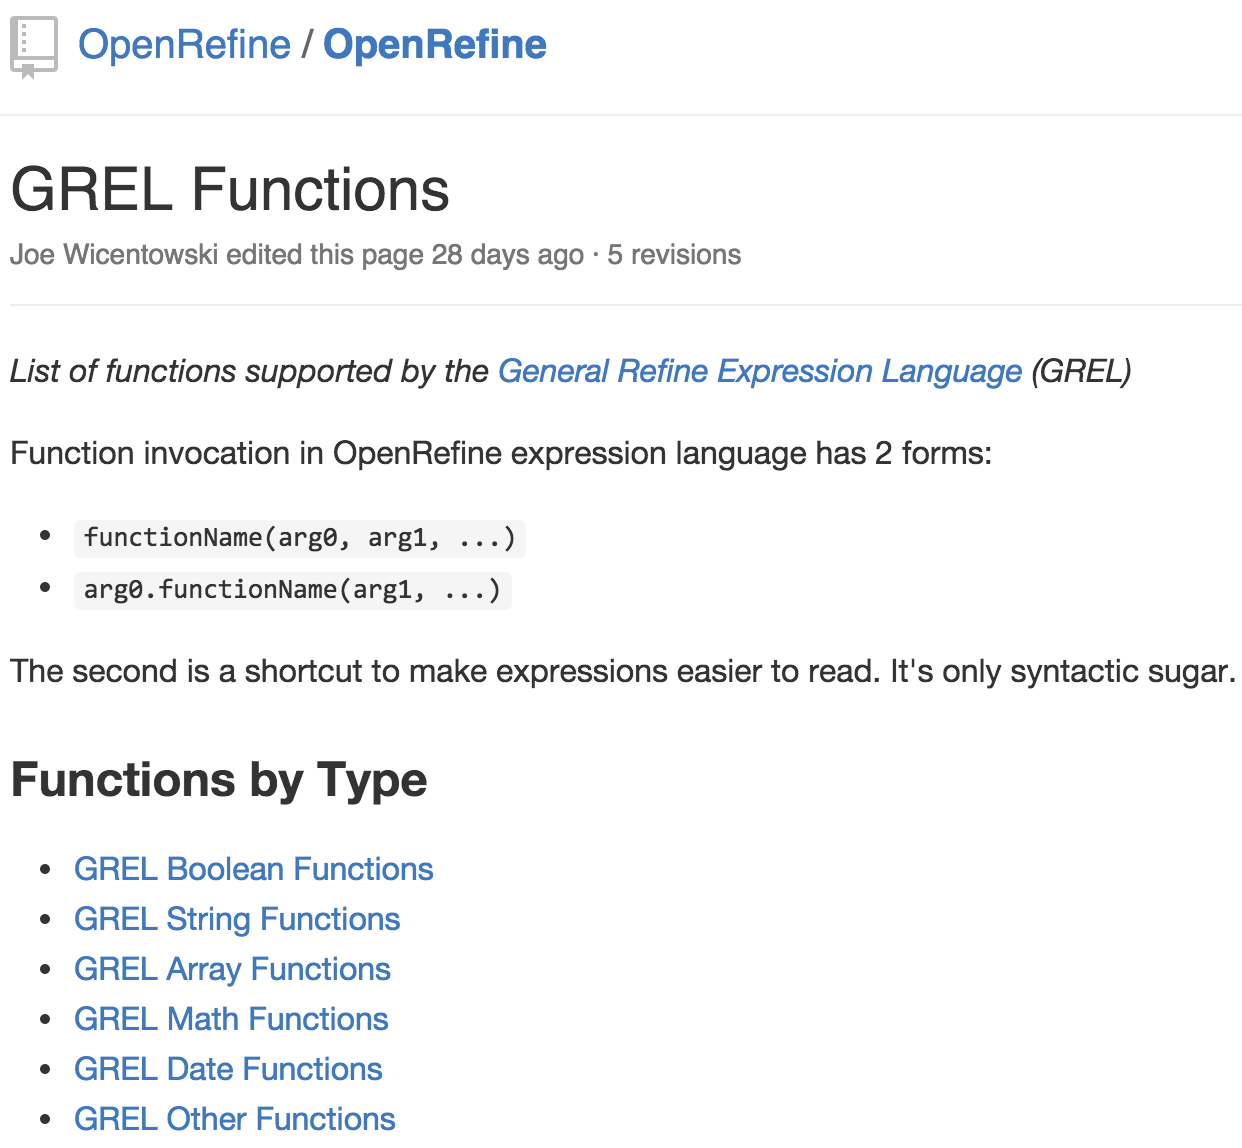 OpenRefine / OpenRefine
GREL Functions
Joe Wicentowski edited this page 28 days ago · 5 revisions
List of functions supported by the General Refine Expression Language (GREL)
Function invocation in OpenRefine expression language has 2 forms:
• functionName(arg0, arg1, ...)
• arg0.functionName(arg1, ...)
The second is a shortcut to make expressions easier to read. It's only syntactic sugar.
Functions by Type
• GREL Boolean Functions
• GREL String Functions
• GREL Array Functions
• GREL Math Functions
• GREL Date Functions
• GREL Other Functions